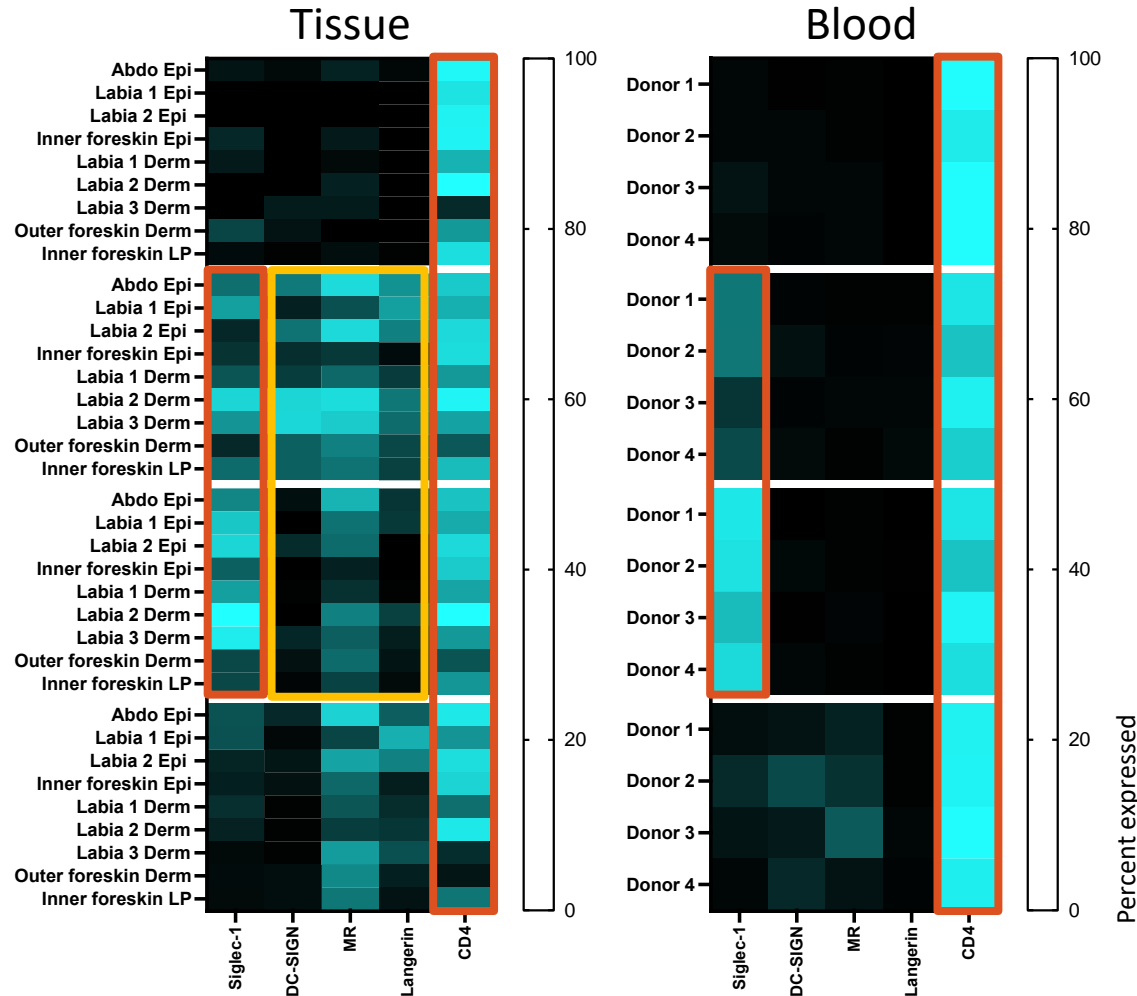 Tissue
Abdo Epi
Labia 1 Epi
Labia 2 Epi
Inner foreskin Epi
Labia 1 Derm
Labia 2 Derm
Labia 3 Derm
Outer foreskin Derm
Inner foreskin LP
Abdo Epi
Labia 1 Epi
Labia 2 Epi
Inner foreskin Epi
Labia 1 Derm
Labia 2 Derm
Labia 3 Derm
Outer foreskin Derm
Inner foreskin LP
Abdo Epi
Labia 1 Epi
Labia 2 Epi
Inner foreskin Epi
Labia 1 Derm
Labia 2 Derm
Labia 3 Derm
Outer foreskin Derm
Inner foreskin LP
Abdo Epi
Labia 1 Epi
Labia 2 Epi
Inner foreskin Epi
Labia 1 Derm
Labia 2 Derm
Labia 3 Derm
Outer foreskin Derm
Inner foreskin LP
Siglec-1
DC-SIGN
MR
Langerin
CD4
100
80
60
40
20
0
Blood
Donor 1
Donor 2
Donor 3
Donor 4
Donor 1
Donor 2
Donor 3
Donor 4
Donor 1
Donor 2
Donor 3
Donor 4
Donor 1
Donor 2
Donor 3
Donor 4
Siglec-1
DC-SIGN
MR
Langerin
CD4
100
80
60
40
20
0
Percent expressed